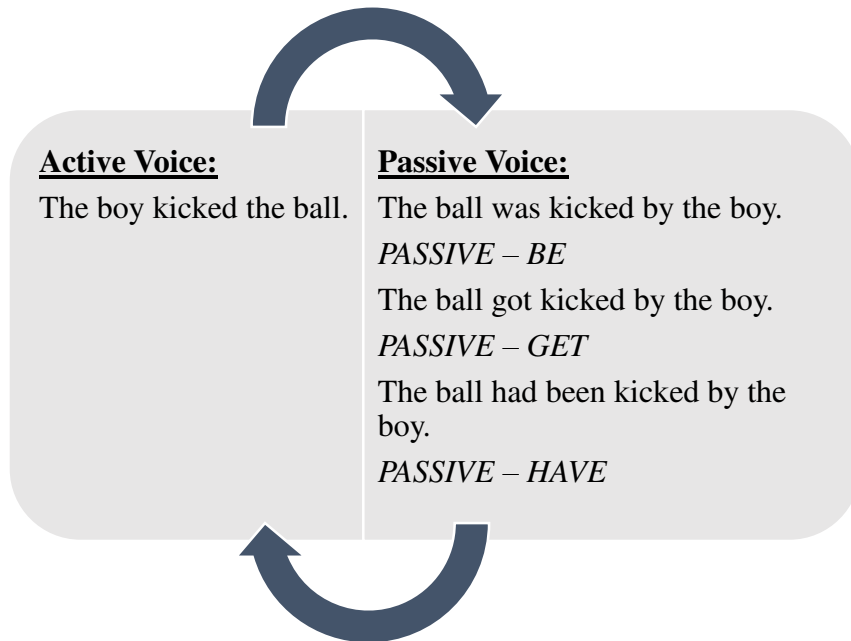 Active Voice:
The boy kicked the ball.
Passive Voice:
The ball was kicked by the boy.
PASSIVE – BE
The ball got kicked by the boy.
PASSIVE – GET
The ball had been kicked by the
boy.
PASSIVE – HAVE